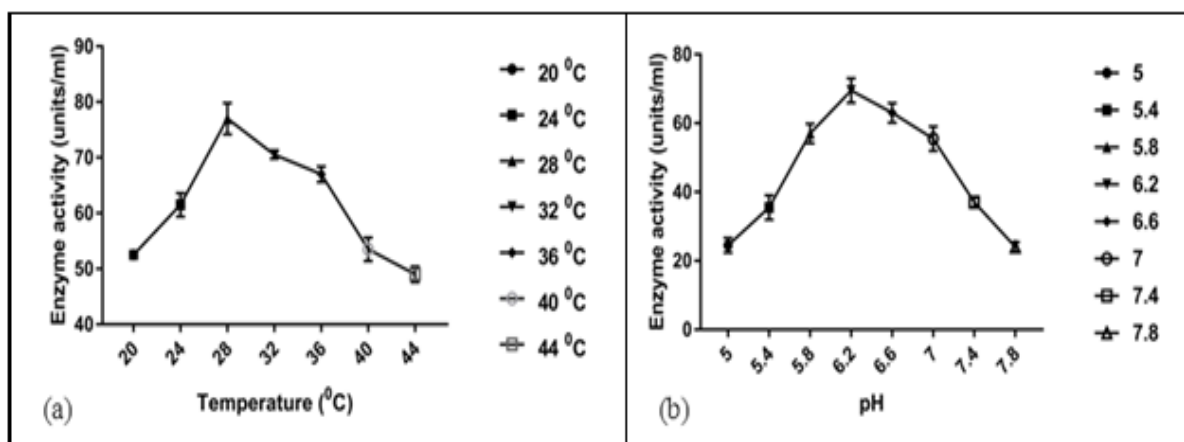 Enzyme activity (units/ml)
90
80
70
60
50
40
20
24
28
32
36
40
44
Temperature (⁰C)
20 ⁰C
24 ⁰C
28 ⁰C
32 ⁰C
36 ⁰C
40 ⁰C
44 ⁰C
(a)
Enzyme activity (units/ml)
80
60
40
20
0
5
5.4
5.8
6.2
6.6
7
7.4
7.8
pH
5
5.4
5.8
6.2
6.6
7
7.4
7.8
(b)